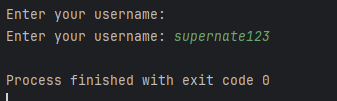 Enter your username:
Enter your username: supernate123
Process finished with exit code 0